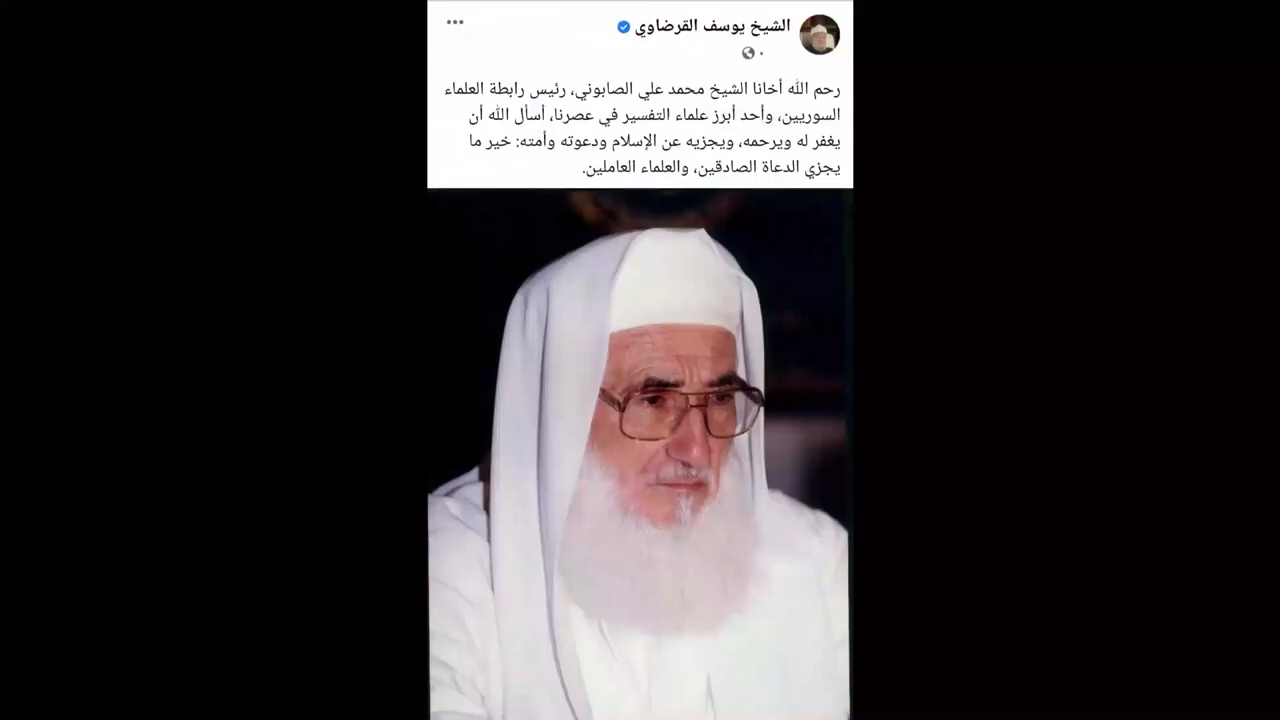 الشيخ يوسف القرضاوي
رحم الله أخانا الشيخ محمد علي الصابوني، رئيس رابطة العلماء
السوريين، وأحد أبرز علماء التفسير في عصرنا، أسأل الله أن
يغفر له ويرحمه، ويجزيه عن الإسلام ودعوته وأمته: خير ما
يجزي الدعاة الصادقين، والعلماء العاملين.